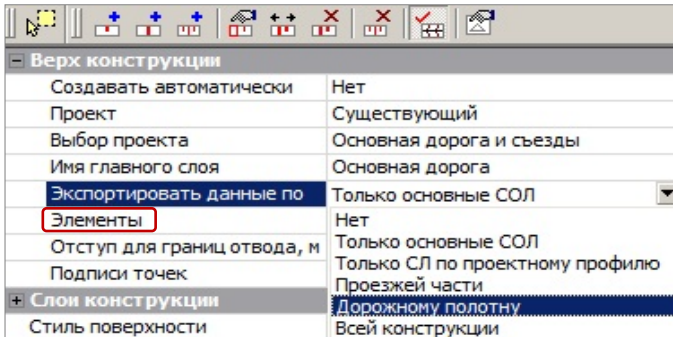 Верх конструкции
Создавать автоматически Нет
Проект Существующий
Выбор проекта Основная дорога и съезды
Имя главного слоя Основная дорога
Экспортировать данные по Только основные СОЛ
Элементы Нет
Только основные СОЛ
Отступ для границ отвода, м Только СЛ по проектному профилю
Подписи точек Проезжей части
Слои конструкции Дорожному полотну
Стиль поверхности Всей конструкции